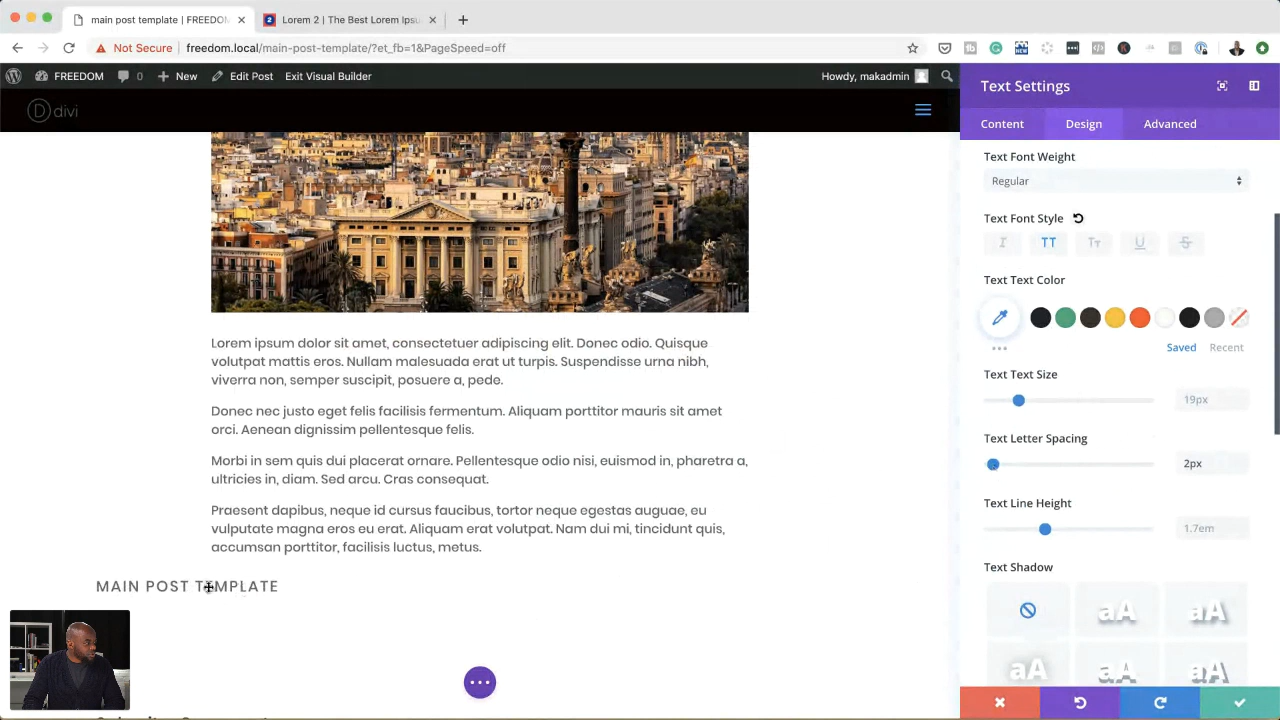 main post template | FREEDOM
Lorem 2 | The Best Lorem Ipsu
Not Secure
freedom.local/main-post-template/?et_fb=1&PageSpeed=off
FREEDOM
0
New
Edit Post
Exit Visual Builder
Howdy, makadmin
D divi
Text Settings
Content
Design
Advanced
Text Font Weight
Regular
Text Font Style
I
TT
Tт
U
S
Text Text Color
Saved
Recent
Text Text Size
19px
Text Letter Spacing
2px
Text Line Height
1.7em
Text Shadow
aA
aA
aA
aA
aA
Lorem ipsum dolor sit amet, consectetuer adipiscing elit. Donec odio. Quisque
volutpat mattis eros. Nullam malesuada erat ut turpis. Suspendisse urna nibh,
viverra non, semper suscipit, posuere a, pede.
Donec nec justo eget felis facilisis fermentum. Aliquam porttitor mauris sit amet
orci. Aenean dignissim pellentesque felis.
Morbi in sem quis dui placerat ornare. Pellentesque odio nisi, euismod in, pharetra a,
ultricies in, diam. Sed arcu. Cras consequat.
Praesent dapibus, neque id cursus faucibus, tortor neque egestas augue, eu
vulputate magna eros eu erat. Aliquam erat volutpat. Nam dui mi, tincidunt quis,
accumsan porttitor, facilisis luctus, metus.
MAIN POST TEMPLATE